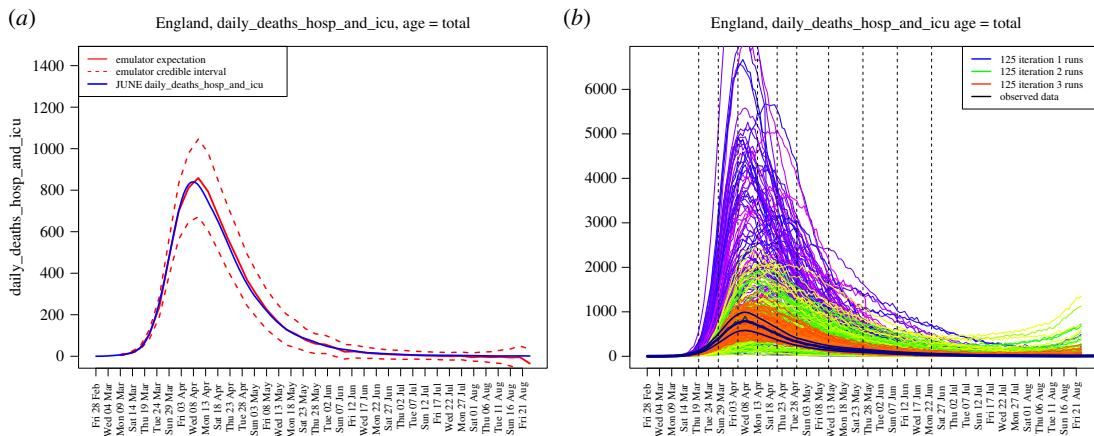 (a) England, daily_deaths_hosp_and_icu, age = total
emulator expectation
emulator credible interval
JUNE daily_deaths_hosp_and_icu
daily_deaths_hosp_and_icu
1400
1200
1000
800
600
400
200
0
Fri 28 Feb
Wed 04 Mar
Mon 09 Mar
Sat 14 Mar
Thu 19 Mar
Tue 24 Mar
Sun 29 Mar
Fri 03 Apr
Wed 08 Apr
Mon 13 Apr
Sat 18 Apr
Thu 23 Apr
Tue 28 Apr
Sun 03 May
Fri 08 May
Wed 13 May
Mon 18 May
Sat 23 May
Thu 28 May
Tue 02 Jun
Sun 07 Jun
Fri 12 Jun
Wed 17 Jun
Mon 22 Jun
Sat 27 Jun
Thu 02 Jul
Tue 07 Jul
Sun 12 Jul
Fri 17 Jul
Wed 22 Jul
Mon 27 Jul
Sat 01 Aug
Thu 06 Aug
Tue 11 Aug
Sun 16 Aug
Fri 21 Aug
(b) England, daily_deaths_hosp_and_icu age = total
125 iteration 1 runs
125 iteration 2 runs
125 iteration 3 runs
observed data
6000
5000
4000
3000
2000
1000
0
Fri 28 Feb
Wed 04 Mar
Mon 09 Mar
Sat 14 Mar
Thu 19 Mar
Tue 24 Mar
Sun 29 Mar
Fri 03 Apr
Wed 08 Apr
Mon 13 Apr
Sat 18 Apr
Thu 23 Apr
Tue 28 Apr
Sun 03 May
Fri 08 May
Wed 13 May
Mon 18 May
Sat 23 May
Thu 28 May
Tue 02 Jun
Sun 07 Jun
Fri 12 Jun
Wed 17 Jun
Mon 22 Jun
Sat 27 Jun
Thu 02 Jul
Tue 07 Jul
Sun 12 Jul
Fri 17 Jul
Wed 22 Jul
Mon 27 Jul
Sat 01 Aug
Thu 06 Aug
Tue 11 Aug
Sun 16 Aug
Fri 21 Aug